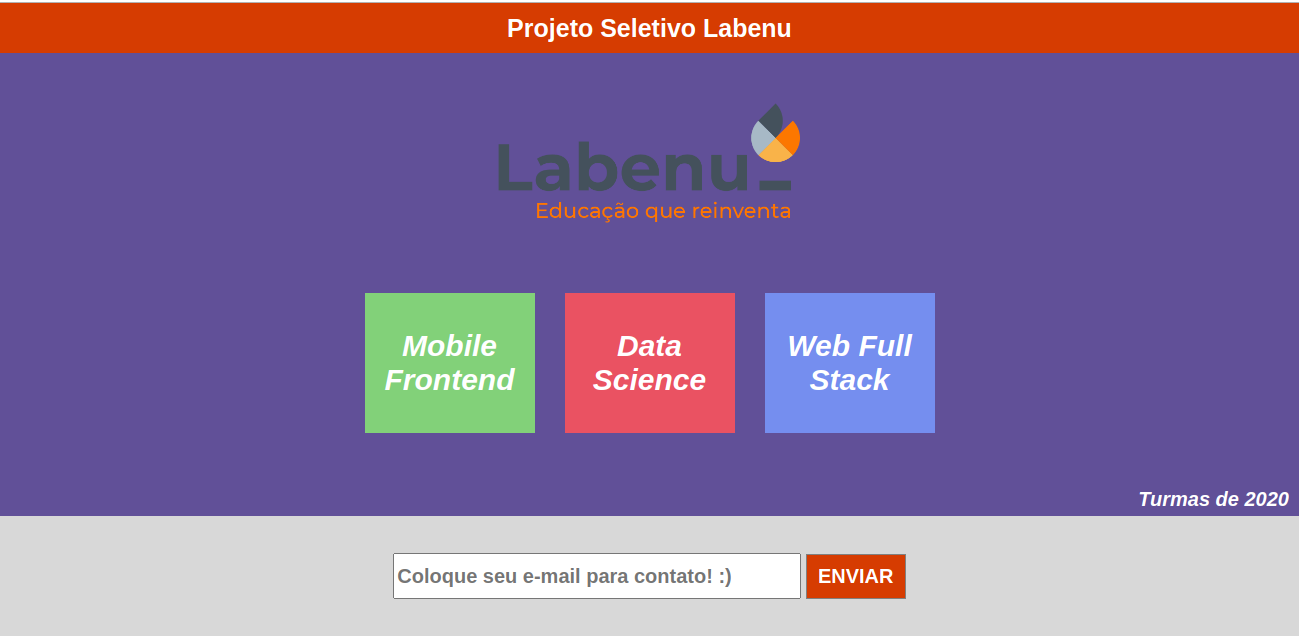 Projeto Seletivo Labenu
Labenu_
Educação que reinventa
Mobile
Frontend
Data
Science
Web Full
Stack
Turmas de 2020
Coloque seu e-mail para contato! :)
ENVIAR